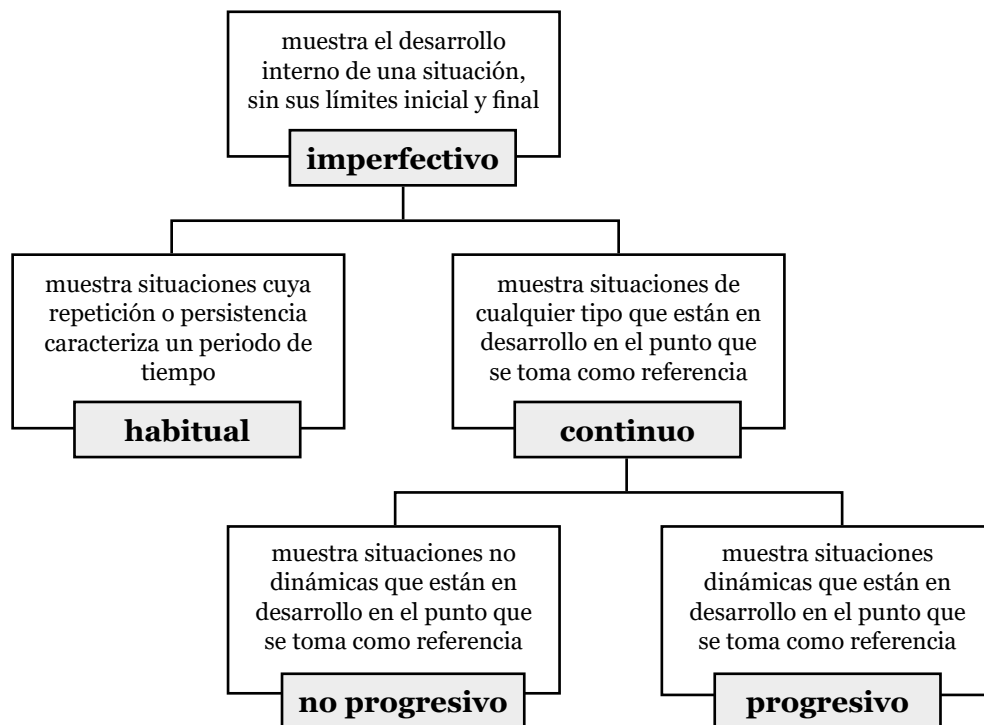 muestra el desarrollo
interno de una situación,
sin sus límites inicial y final
imperfectivo
muestra situaciones cuya
repetición o persistencia
caracteriza un periodo de
tiempo
habitual
muestra situaciones de
cualquier tipo que están en
desarrollo en el punto que
se toma como referencia
continuo
muestra situaciones no
dinámicas que están en
desarrollo en el punto que
se toma como referencia
no progresivo
muestra situaciones
dinámicas que están en
desarrollo en el punto que
se toma como referencia
progresivo